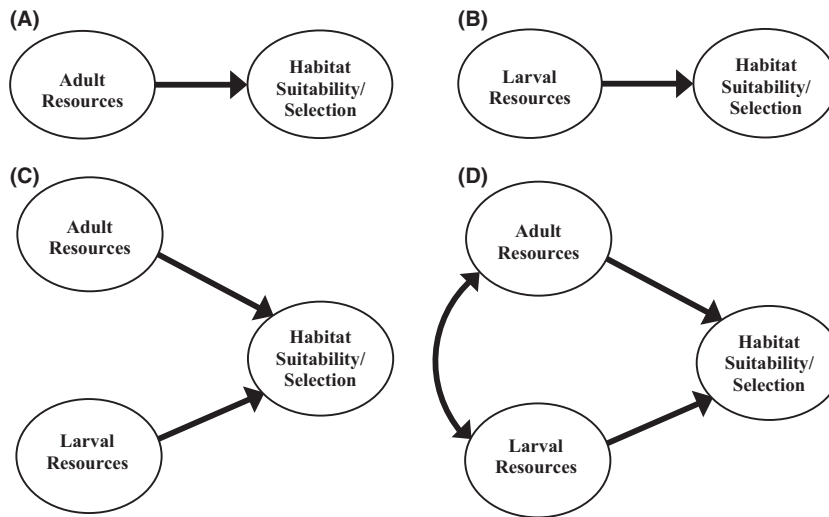 (A)
Adult
Resources
Habitat
Suitability/
Selection
(B)
Larval
Resources
Habitat
Suitability/
Selection
(C)
Adult
Resources
Habitat
Suitability/
Selection
Larval
Resources
(D)
Adult
Resources
Habitat
Suitability/
Selection
Larval
Resources